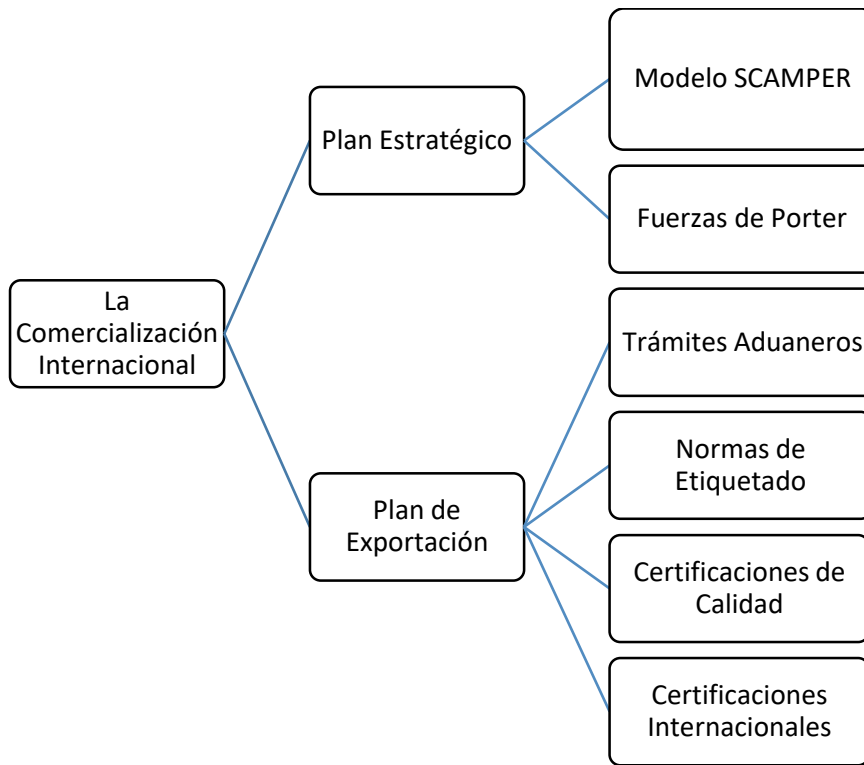 La
Comercialización
Internacional
Plan Estratégico
Modelo SCAMPER
Fuerzas de Porter
Plan de
Exportación
Trámites Aduaneros
Normas de
Etiquetado
Certificaciones de
Calidad
Certificaciones
Internacionales